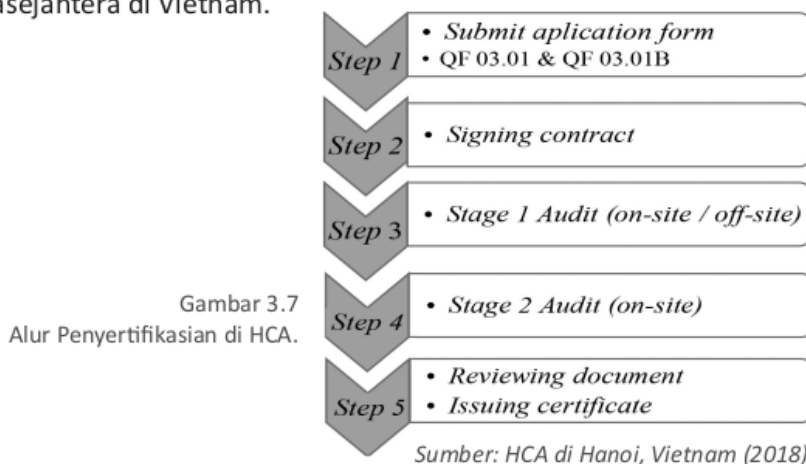 asejantera di Vietnam.
Step 1
• Submit aplication form
• QF 03.01 & QF 03.01B
Step 2
• Signing contract
Step 3
• Stage 1 Audit (on-site / off-site)
Step 4
• Stage 2 Audit (on-site)
Step 5
• Reviewing document
• Issuing certificate
Gambar 3.7
Alur Penyertifikasian di HCA.
Sumber: HCA di Hanoi, Vietnam (2018)